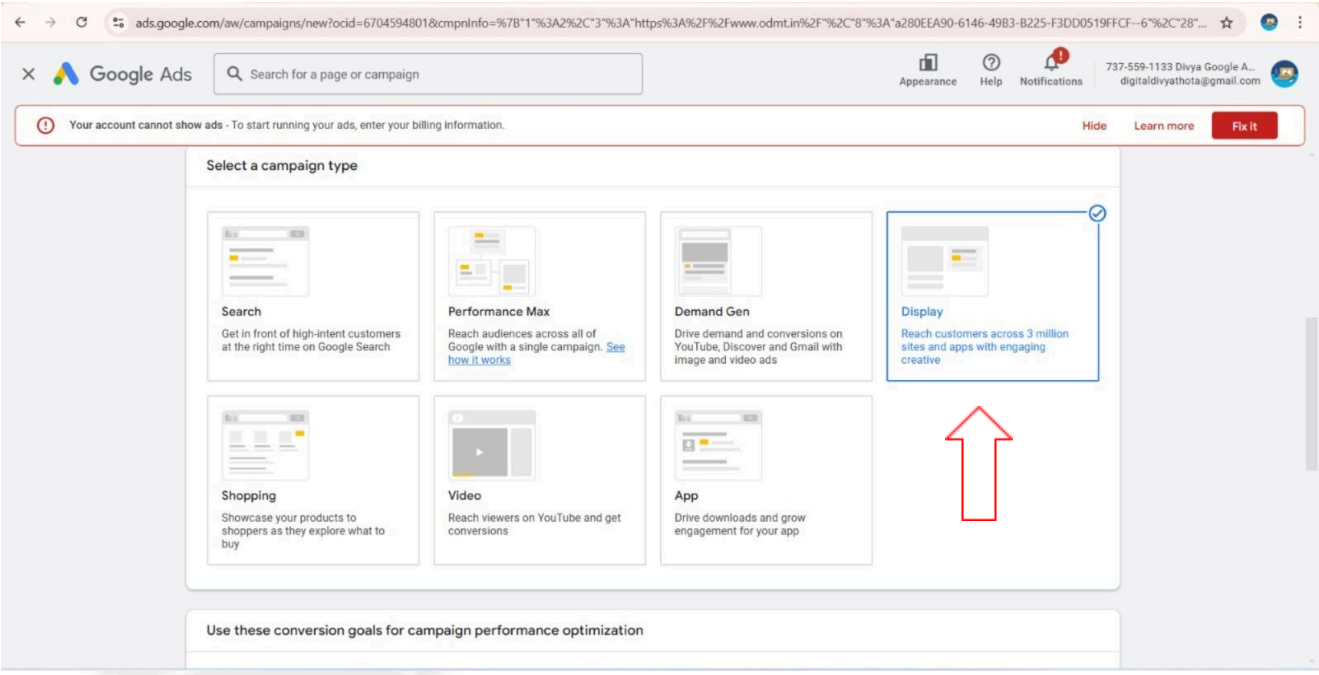 ads.google.com/aw/campaigns/new?ocid=6704594801&cmpnInfo=%7B"1"%3A2%2C"3"%3A"https%3A%2F%2Fwww.odmt.in%2F"%2C"8"%3A"a280EEA90-6146-49B3-B225-F3DD0519FFCF--6"%2C"28"...
Google Ads
Search for a page or campaign
Appearance
Help
Notifications
737-559-1133 Divya Google A...
digitaldivyathota@gmail.com
Your account cannot show ads - To start running your ads, enter your billing information.
Hide
Learn more
Fix it
Select a campaign type
Search
Get in front of high-intent customers
at the right time on Google Search
Performance Max
Reach audiences across all of
Google with a single campaign. See
how it works
Demand Gen
Drive demand and conversions on
YouTube, Discover and Gmail with
image and video ads
Display
Reach customers across 3 million
sites and apps with engaging
creative
Shopping
Showcase your products to
shoppers as they explore what to
buy
Video
Reach viewers on YouTube and get
conversions
App
Drive downloads and grow
engagement for your app
Use these conversion goals for campaign performance optimization